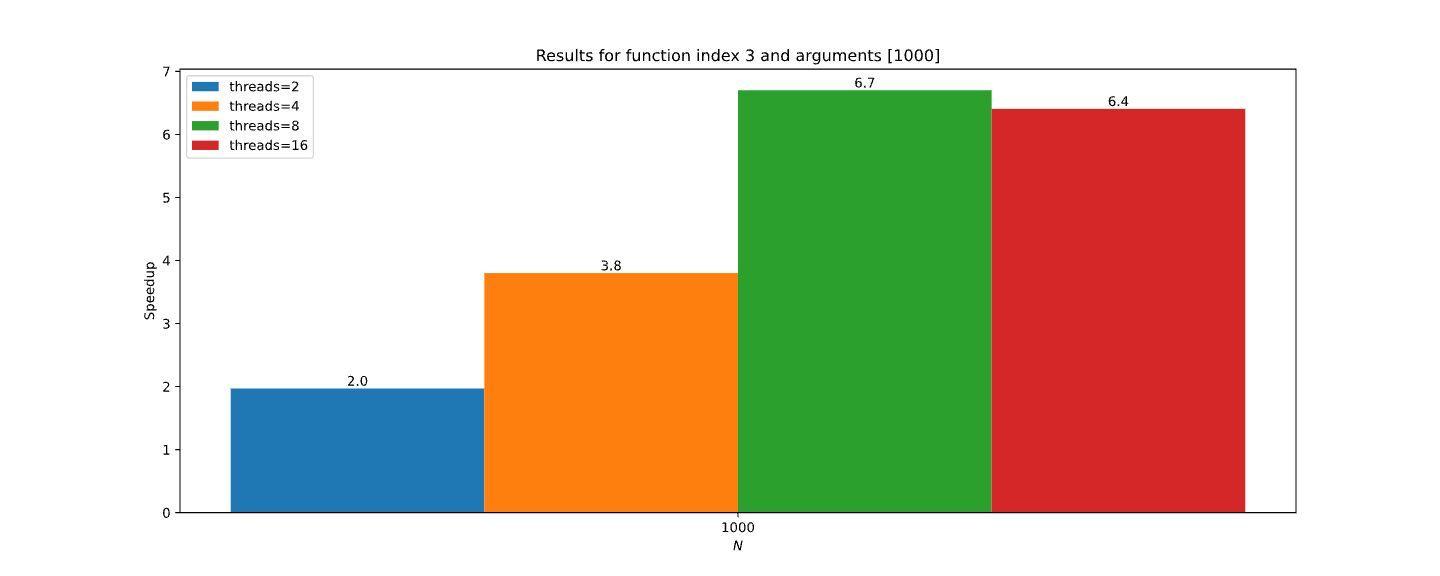 Results for function index 3 and arguments [1000]
threads=2
threads=4
threads=8
threads=16
Speedup
7
6
5
4
3
2
1
0
2.0
3.8
6.7
6.4
1000
N